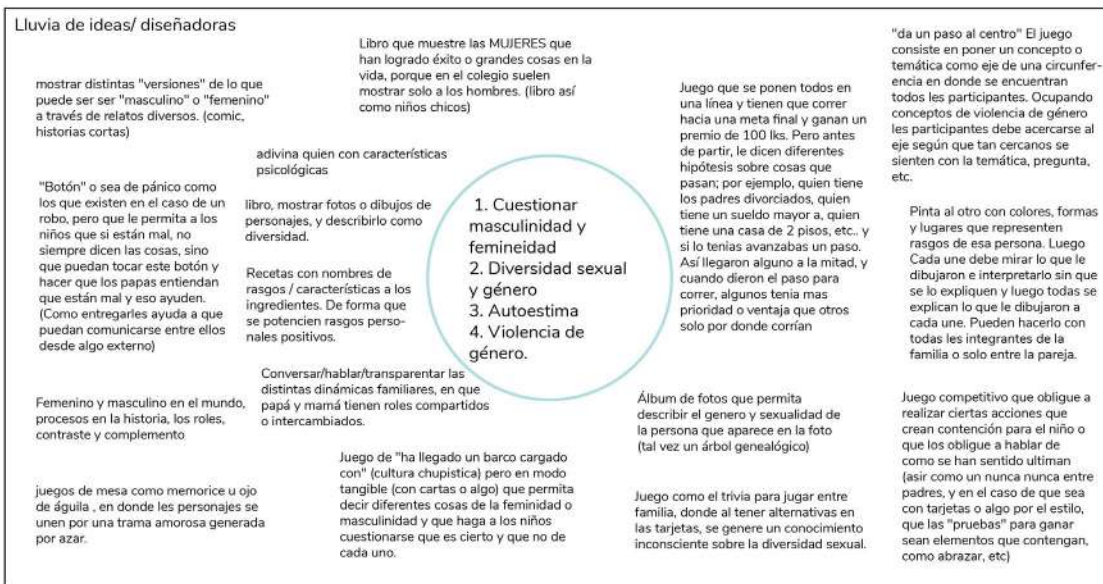 Lluvia de ideas/ diseñadoras
mostrar distintas "versiones" de lo que
puede ser ser "masculino" o "femenino"
a través de relatos diversos. (comic,
historias cortas)
Libro que muestre las MUJERES que
han logrado éxito o grandes cosas en la
vida, porque en el colegio suelen
mostrar solo a los hombres. (libro así
como niños chicos)
adivina quien con características
psicológicas
"Botón" o sea de pánico como
los que existen en el caso de un
robo, pero que le permita a los
niños que si están mal, no
siempre dicen las cosas, sino
que puedan tocar este botón y
hacer que los papas entiendan
que están mal y eso ayuden.
(Como entregarles ayuda a que
puedan comunicarse entre ellos
desde algo externo)
libro, mostrar fotos o dibujos de
personajes, y describirlo como
diversidad.
Recetas con nombres de
rasgos / características a los
ingredientes. De forma que
se potencien rasgos perso-
nales positivos.
Conversar/hablar/transparentar las
distintas dinámicas familiares, en que
papá y mamá tienen roles compartidos
o intercambiados.
Femenino y masculino en el mundo,
procesos en la historia, los roles,
contraste y complemento
juegos de mesa como memorice u ojo
de águila , en donde les personajes se
unen por una trama amorosa generada
por azar.
Juego de "ha llegado un barco cargado
con" (cultura chupistica) pero en modo
tangible (con cartas o algo) que permita
decir diferentes cosas de la feminidad o
masculinidad y que haga a los niños
cuestionarse que es cierto y que no de
cada uno.
1. Cuestionar
masculinidad y
femineidad
2. Diversidad sexual
y género
3. Autoestima
4. Violencia de
género.
Juego que se ponen todos en
una línea y tienen que correr
hacia una meta final y ganan un
premio de 100 lks. Pero antes
de partir, le dicen diferentes
hipótesis sobre cosas que
pasan; por ejemplo, quien tiene
los padres divorciados, quien
tiene un sueldo mayor a, quien
tiene una casa de 2 pisos, etc.. y
si lo tenias avanzabas un paso.
Así llegaron alguno a la mitad, y
cuando dieron el paso para
correr, algunos tenia mas
prioridad o ventaja que otros
solo por donde corrían
Álbum de fotos que permita
describir el genero y sexualidad de
la persona que aparece en la foto
(tal vez un árbol genealógico)
Juego como el trivia para jugar entre
familia, donde al tener alternativas en
las tarjetas, se genere un conocimiento
inconsciente sobre la diversidad sexual.
"da un paso al centro" El juego
consiste en poner un concepto o
temática como eje de una circunfer-
encia en donde se encuentran
todos les participantes. Ocupando
conceptos de violencia de género
les participantes debe acercarse al
eje según que tan cercanos se
sienten con la temática, pregunta,
etc.
Pinta al otro con colores, formas
y lugares que representen
rasgos de esa persona. Luego
Cada une debe mirar lo que le
dibujaron e interpretarlo sin que
se lo expliquen y luego todas se
explican lo que le dibujaron a
cada une. Pueden hacerlo con
todas les integrantes de la
familia o solo entre la pareja.
Juego competitivo que obligue a
realizar ciertas acciones que
crean contención para el niño o
que los obligue a hablar de
como se han sentido ultiman
(asir como un nunca nunca entre
padres, y en el caso de que sea
con tarjetas o algo por el estilo,
que las "pruebas" para ganar
sean elementos que contengan,
como abrazar, etc)